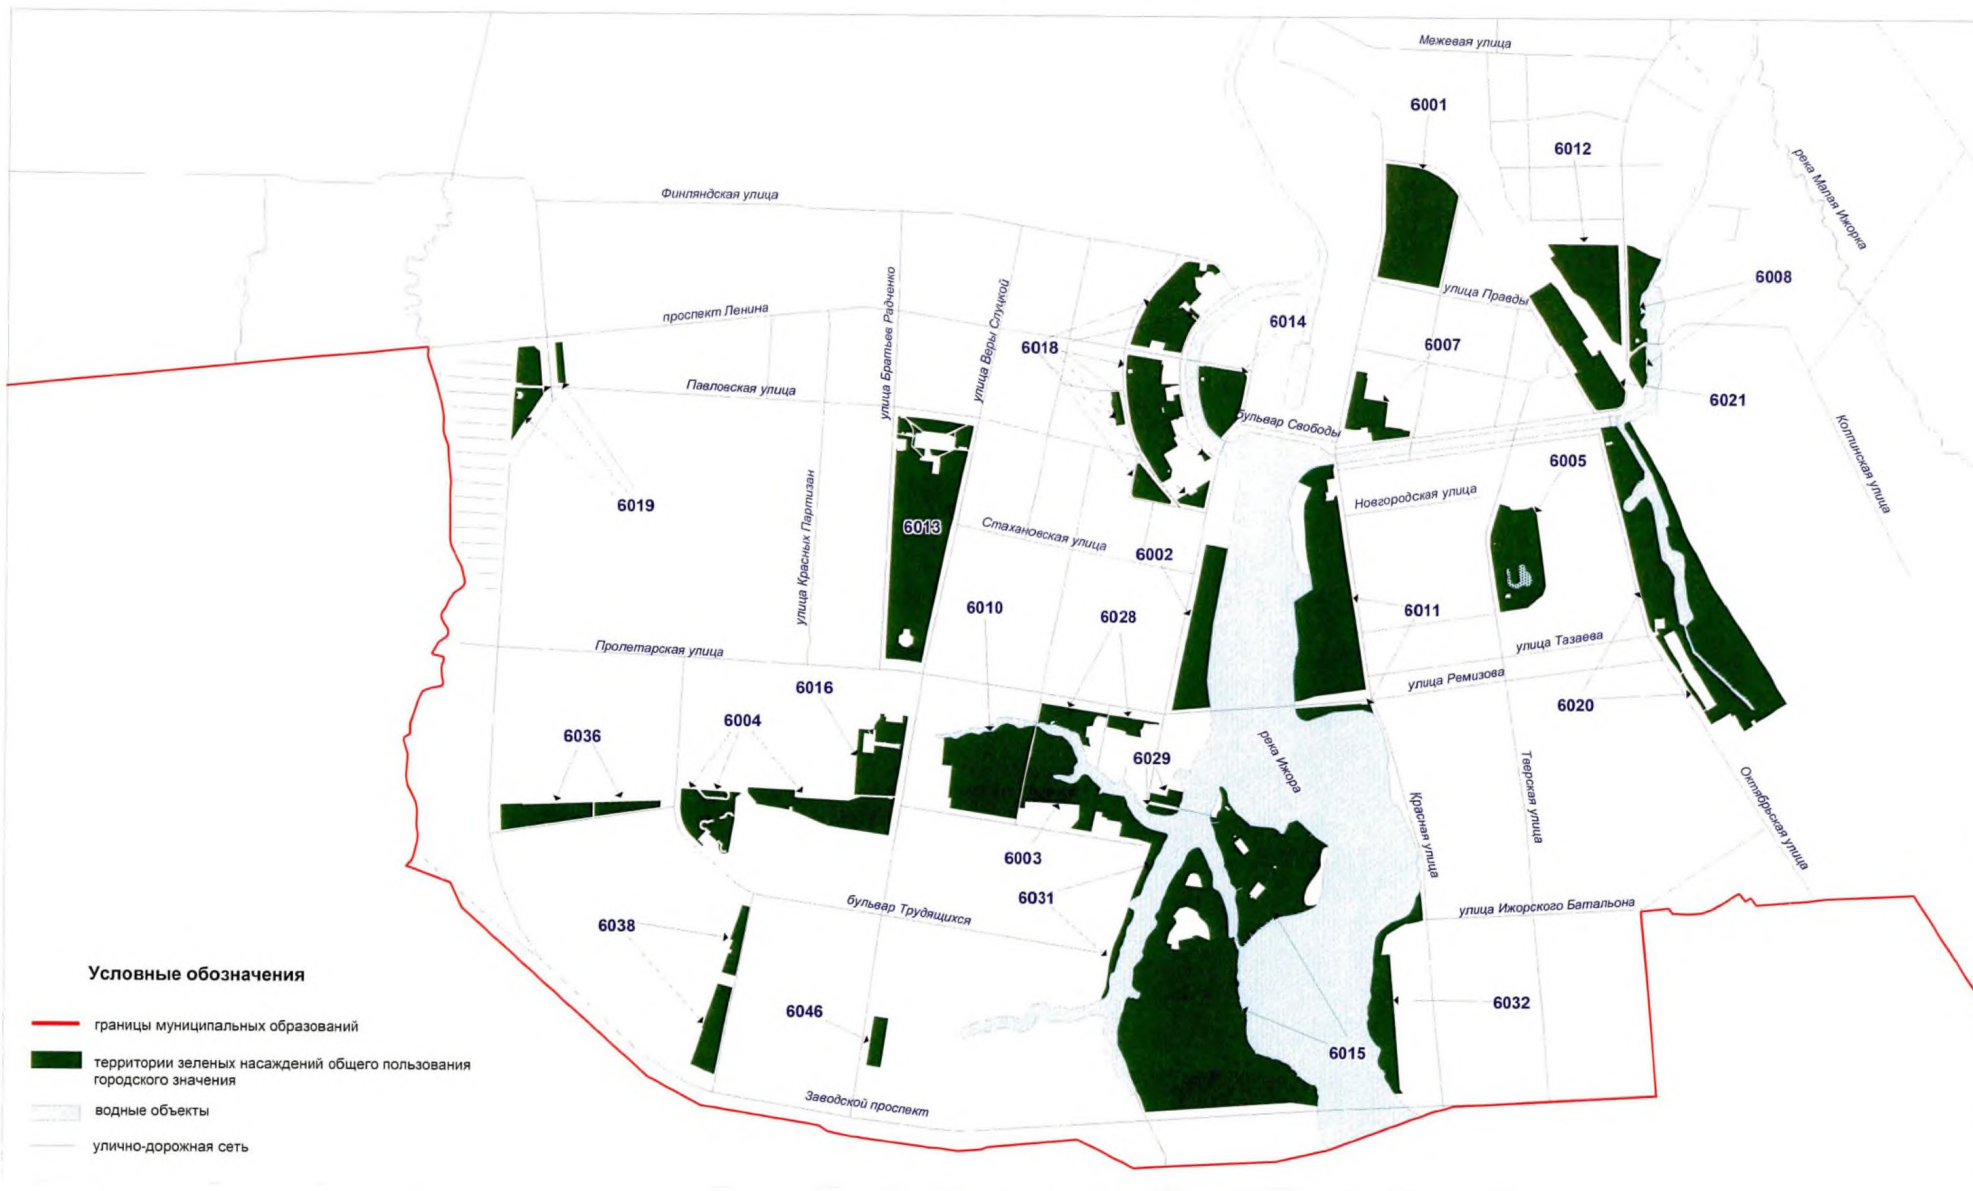 Межевая улица
6001
6012
река Малая Ижорка
Финляндская улица
6008
улица Правды
проспект Ленина
улица Братьев Радченко
улица Веры Слуцкой
6014
6018
6007
Павловская улица
6021
бульвар Свободы
Колпинская улица
6019
6005
Новгородская улица
улица Красных Партизан
6013
Стахановская улица
6002
6010
6028
6011
улица Тазаева
Пролетарская улица
улица Ремизова
6016
6020
6004
6036
6029
река Ижора
Тверская улица
Октябрьская улица
Красная улица
6003
6031
бульвар Трудящихся
улица Ижорского Батальона
6038
6032
6046
6015
Заводской проспект
Условные обозначения
границы муниципальных образований
территории зеленых насаждений общего пользования
городского значения
водные объекты
улично-дорожная сеть